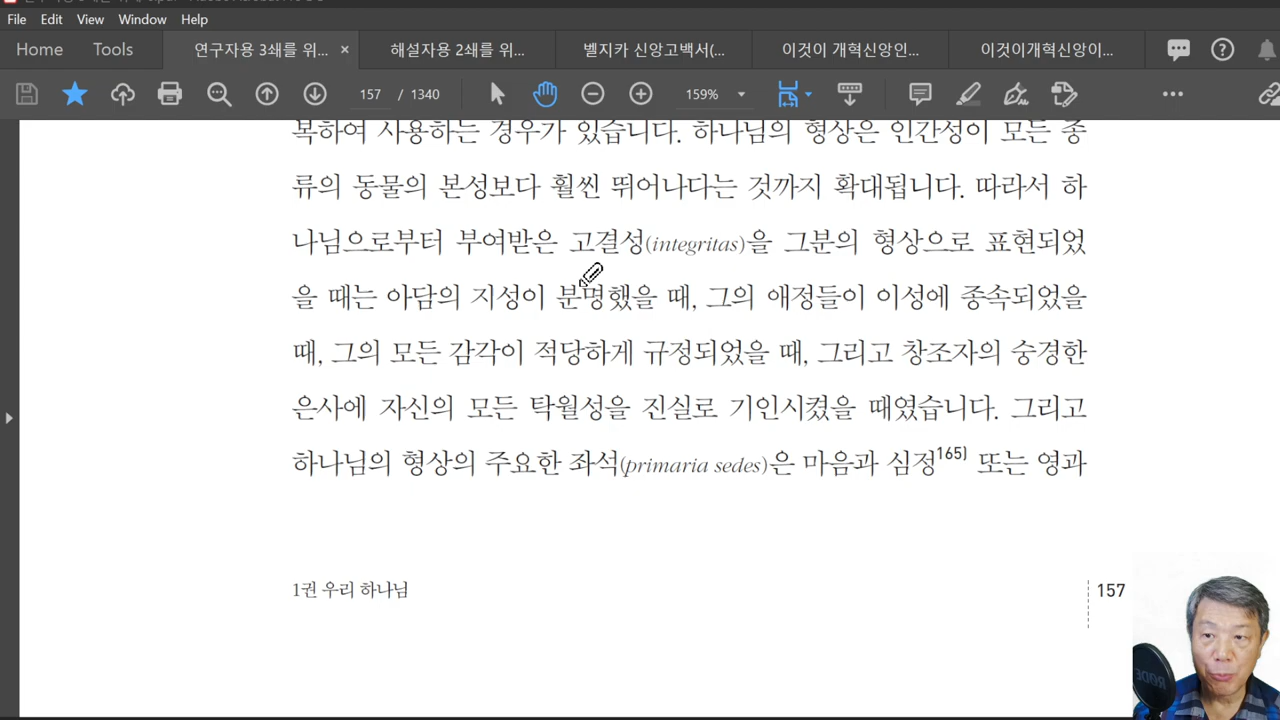 File Edit View Window Help
Home Tools 연구자용 3쇄를 위... × 해설자용 2쇄를 위... 벨지카 신앙고백서(... 이것이 개혁신앙인... 이것이개혁신앙이...
157 / 1340 159%
복하여 사용하는 경우가 있습니다. 하나님의 형상은 인간성이 모든 종
류의 동물의 본성보다 훨씬 뛰어나다는 것까지 확대됩니다. 따라서 하
나님으로부터 부여받은 고결성(integritas)을 그분의 형상으로 표현되었
을 때는 아담의 지성이 분명했을 때, 그의 애정들이 이성에 종속되었을
때, 그의 모든 감각이 적당하게 규정되었을 때, 그리고 창조자의 숭경한
은사에 자신의 모든 탁월성을 진실로 기인시켰을 때였습니다. 그리고
하나님의 형상의 주요한 좌석(primaria sedes)은 마음과 심정165) 또는 영과
1권 우리 하나님
157
RODE